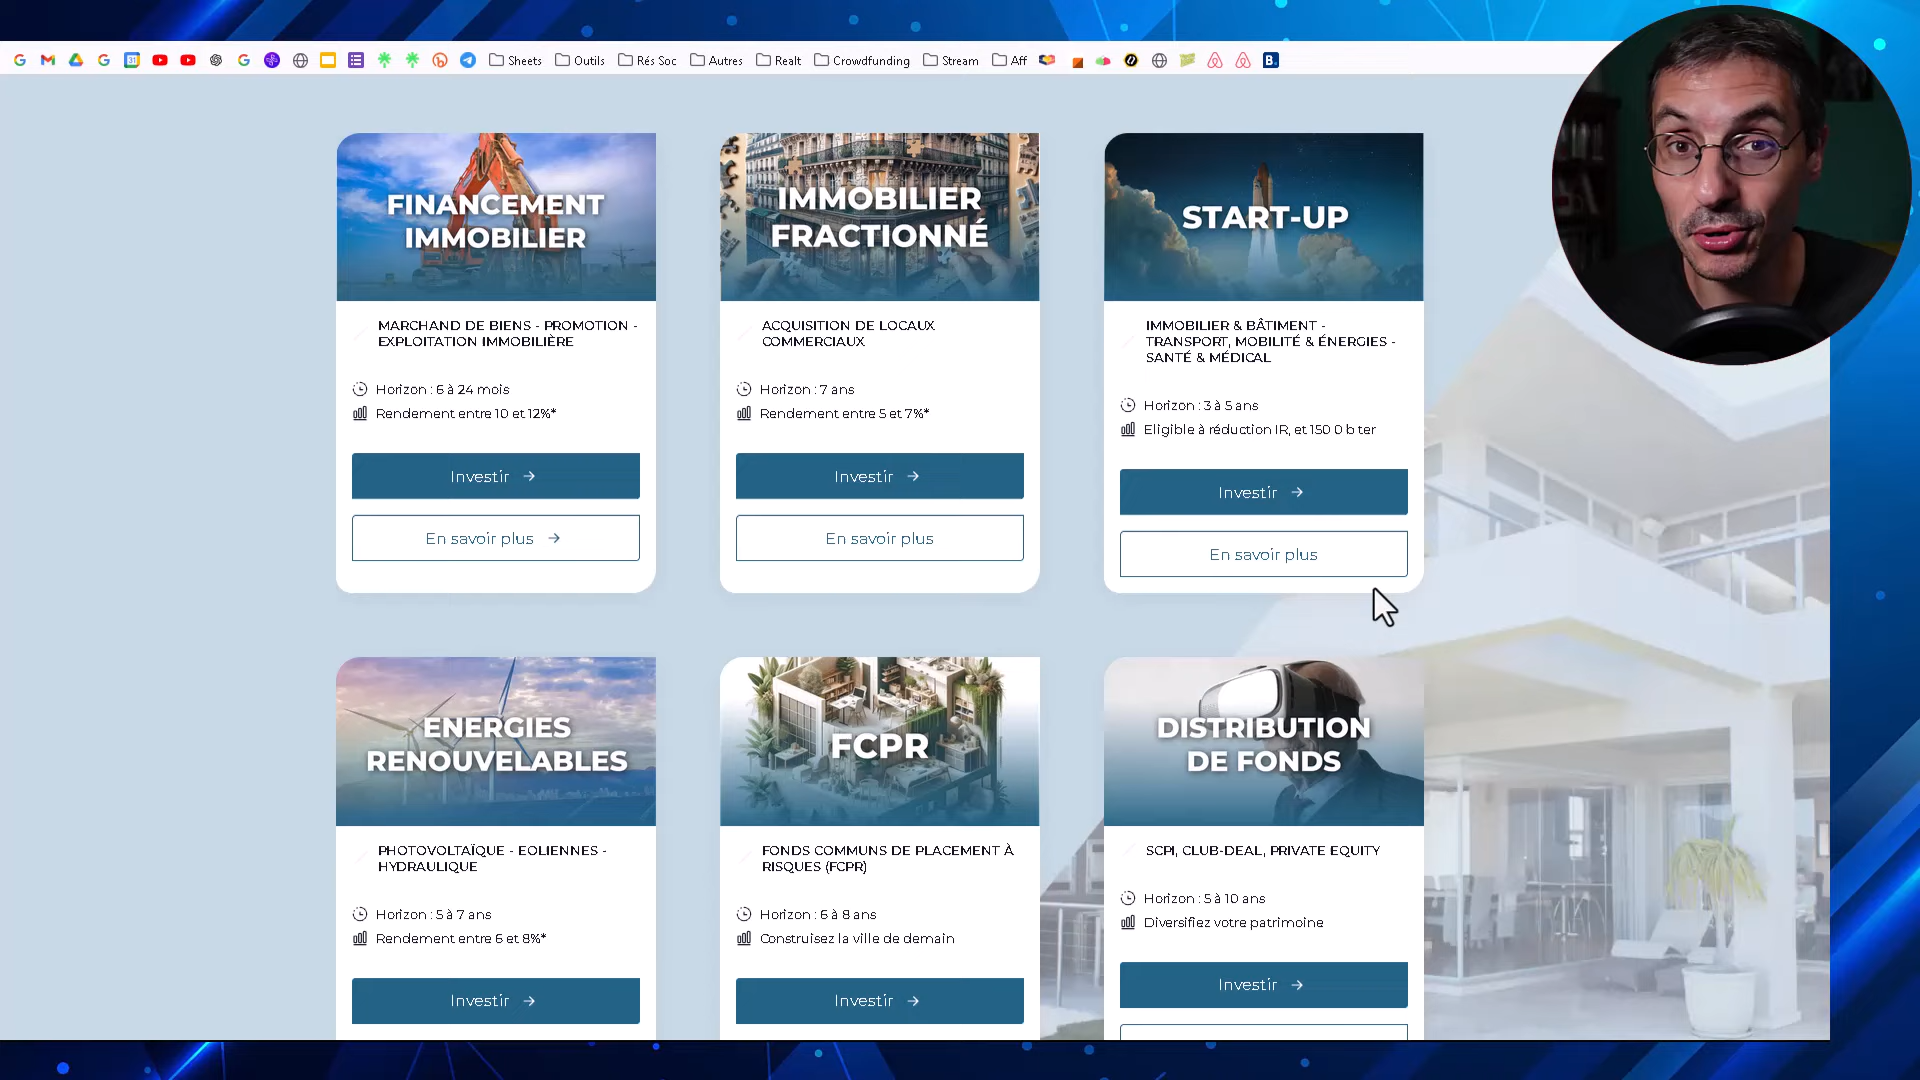 Sheets
Outils
Rés Soc
Autres
Realt
Crowdfunding
Stream
Aff
B.
FINANCEMENT
IMMOBILIER
MARCHAND DE BIENS - PROMOTION -
EXPLOITATION IMMOBILIÈRE
Horizon : 6 à 24 mois
Rendement entre 10 et 12%*
Investir →
En savoir plus →
IMMOBILIER
FRACTIONNÉ
ACQUISITION DE LOCAUX
COMMERCIAUX
Horizon : 7 ans
Rendement entre 5 et 7%*
Investir →
En savoir plus
START-UP
IMMOBILIER & BÂTIMENT -
TRANSPORT, MOBILITÉ & ÉNERGIES -
SANTÉ & MÉDICAL
Horizon : 3 à 5 ans
Eligible à réduction IR, et 150 0 b ter
Investir →
En savoir plus
ENERGIES
RENOUVELABLES
PHOTOVOLTAÏQUE - EOLIENNES -
HYDRAULIQUE
Horizon : 5 à 7 ans
Rendement entre 6 et 8%*
Investir →
FCPR
FONDS COMMUNS DE PLACEMENT À
RISQUES (FCPR)
Horizon : 6 à 8 ans
Construisez la ville de demain
Investir →
DISTRIBUTION
DE FONDS
SCPI, CLUB-DEAL, PRIVATE EQUITY
Horizon : 5 à 10 ans
Diversifiez votre patrimoine
Investir →